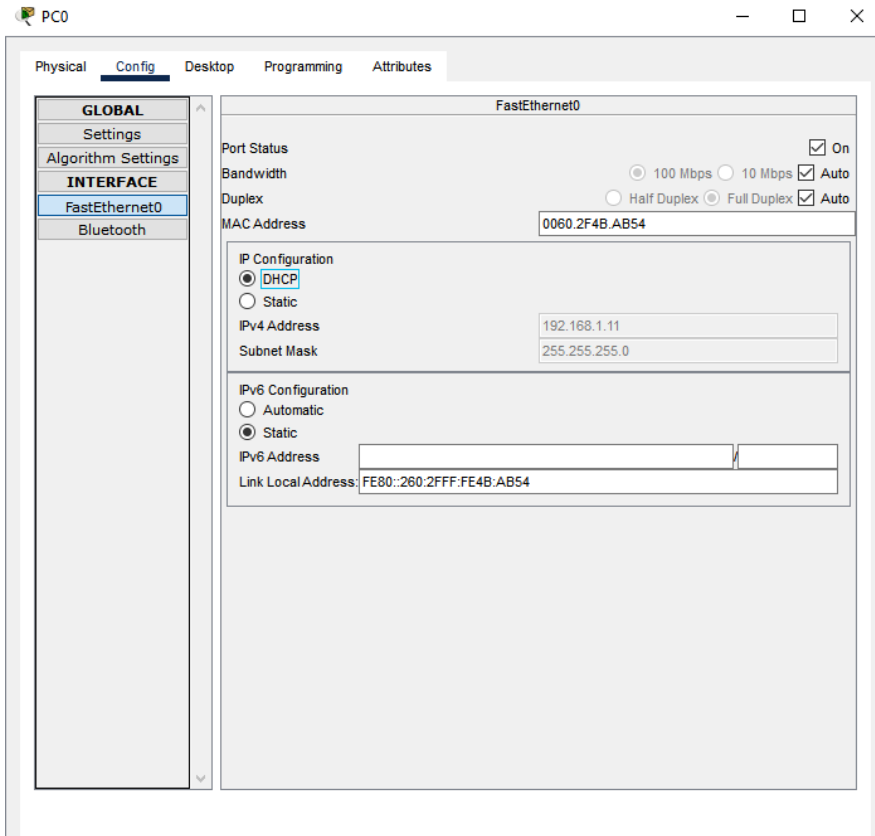 PC0
Physical Config Desktop Programming Attributes
GLOBAL
Settings
Algorithm Settings
INTERFACE
FastEthernet0
Bluetooth
FastEthernet0
Port Status On
Bandwidth 100 Mbps 10 Mbps Auto
Duplex Half Duplex Full Duplex Auto
MAC Address 0060.2F4B.AB54
IP Configuration
DHCP
Static
IPv4 Address 192.168.1.11
Subnet Mask 255.255.255.0
IPv6 Configuration
Automatic
Static
IPv6 Address /
Link Local Address: FE80::260:2FFF:FE4B:AB54